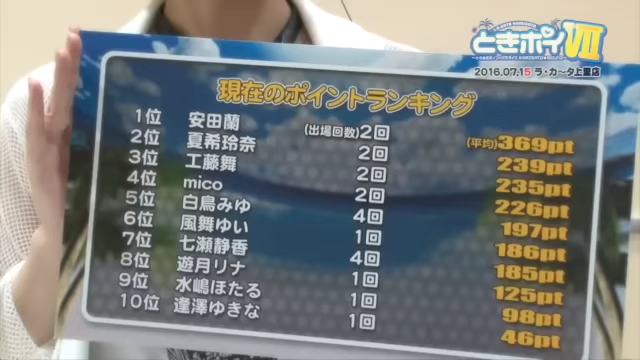 ときポイVII
2016.07.15 ラ・カータ上里店
現在のポイントランキング
1位 安田蘭 (出場回数)2回 (平均)369pt
2位 夏希玲奈 2回 239pt
3位 工藤舞 2回 235pt
4位 mico 2回 226pt
5位 白鳥みゆ 4回 197pt
6位 風舞ゆい 1回 186pt
7位 七瀬静香 4回 185pt
8位 遊月リナ 1回 125pt
9位 水嶋ほたる 1回 98pt
10位 逢澤ゆきな 1回 46pt